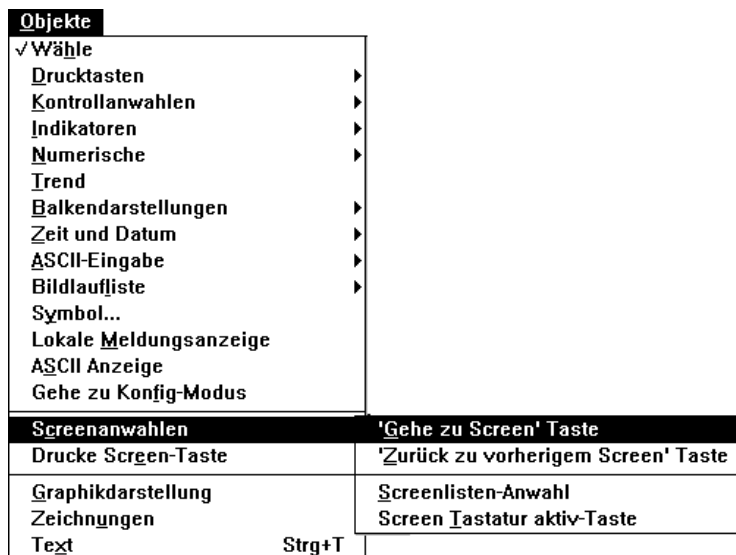 Objekte
√ Wähle
Drucktasten
Kontrollanwahlen
Indikatoren
Numerische
Trend
Balkendarstellungen
Zeit und Datum
ASCII-Eingabe
Bildlaufliste
Symbol...
Lokale Meldungsanzeige
ASCII Anzeige
Gehe zu Konfig-Modus
Screenanwahlen
Drucke Screen-Taste
Graphikdarstellung
Zeichnungen
Text Strg+T
'Gehe zu Screen' Taste
'Zurück zu vorherigem Screen' Taste
Screenlisten-Anwahl
Screen Tastatur aktiv-Taste